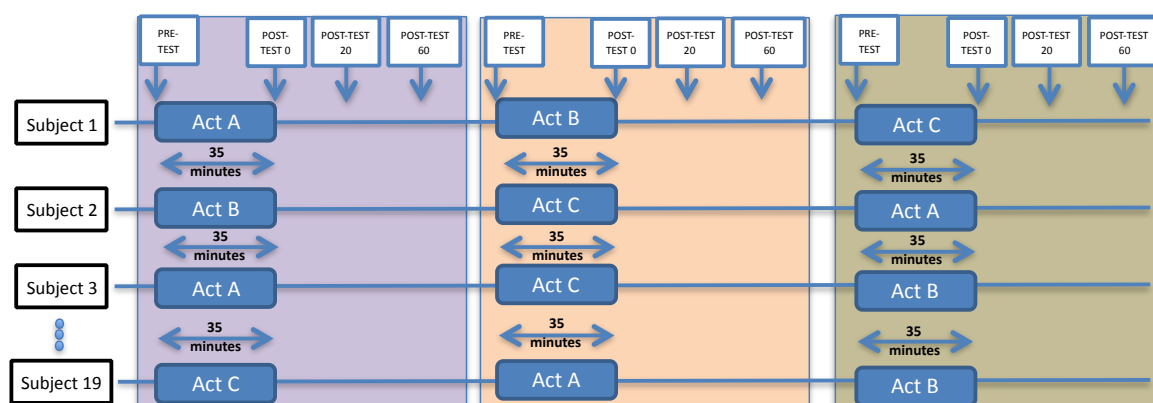 PRE-
TEST
POST-
TEST 0
POST-TEST
20
POST-TEST
60
PRE-
TEST
POST-
TEST 0
POST-TEST
20
POST-TEST
60
PRE-
TEST
POST-
TEST 0
POST-TEST
20
POST-TEST
60
Subject 1
Act A
Act B
Act C
35
minutes
35
minutes
35
minutes
Subject 2
Act B
Act C
Act A
35
minutes
35
minutes
35
minutes
Subject 3
Act A
Act C
Act B
35
minutes
35
minutes
35
minutes
Subject 19
Act C
Act A
Act B